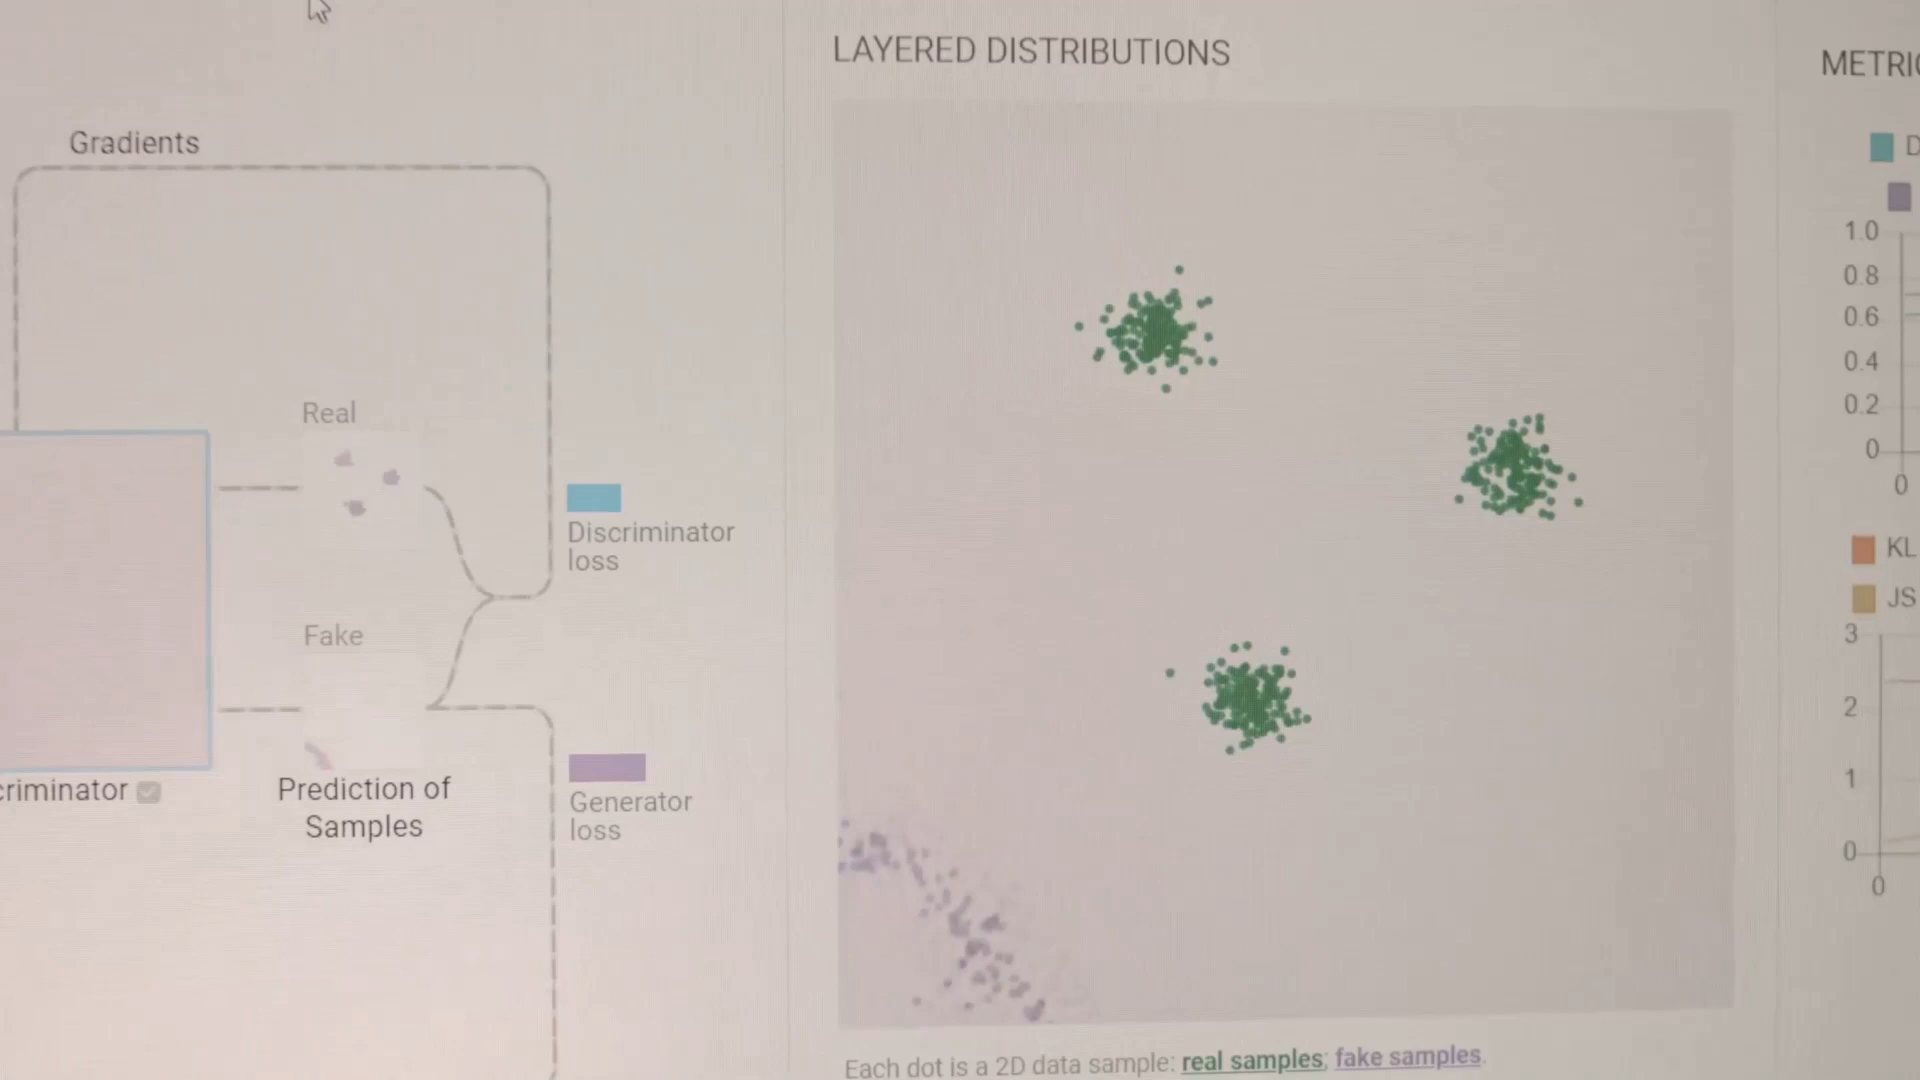 LAYERED DISTRIBUTIONS
Gradients
Real
Discriminator
loss
Fake
Prediction of
Samples
Generator
loss
criminator
Each dot is a 2D data sample: real samples; fake samples.
METRIC
D
1.0
0.8
0.6
0.4
0.2
0
0
KL
JS
3
2
1
0
0